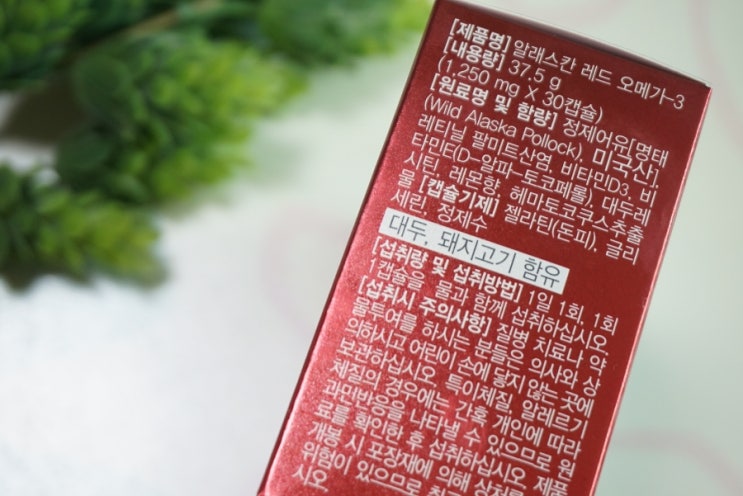 [제품명] 알래스칸 레드 오메가-3
[내용량] 37.5 g
(1,250 mg X 30캡슐)
[원료명 및 함량] 정제어유[명태
(Wild Alaska Pollock), 미국산],
레티닐 팔미트산염, 비타민D3, 비
타민E(D-알파-토코페롤), 대두레
시틴, 레몬향 헤마토코쿠스추출
물 [캡슐기제] 젤라틴(돈피), 글리
세린, 정제수
대두, 돼지고기 함유
[섭취량 및 섭취방법] 1일 1회, 1회
1캡슐을 물과 함께 섭취하십시오.
[섭취시 주의사항] 질병 치료나 약
물투여를 하시는 분들은 의사와 상
의하시고 어린이 손에 닿지 않는 곳에
보관하십시오. 특이체질, 알레르기
체질의 경우에는 간혹 개인에 따라
과민반응을 나타낼 수 있으므로 원
료를 확인한 후 섭취하십시오. 제품
개봉 시 포장재에 의해 상처
위험이 있으므로
시오.